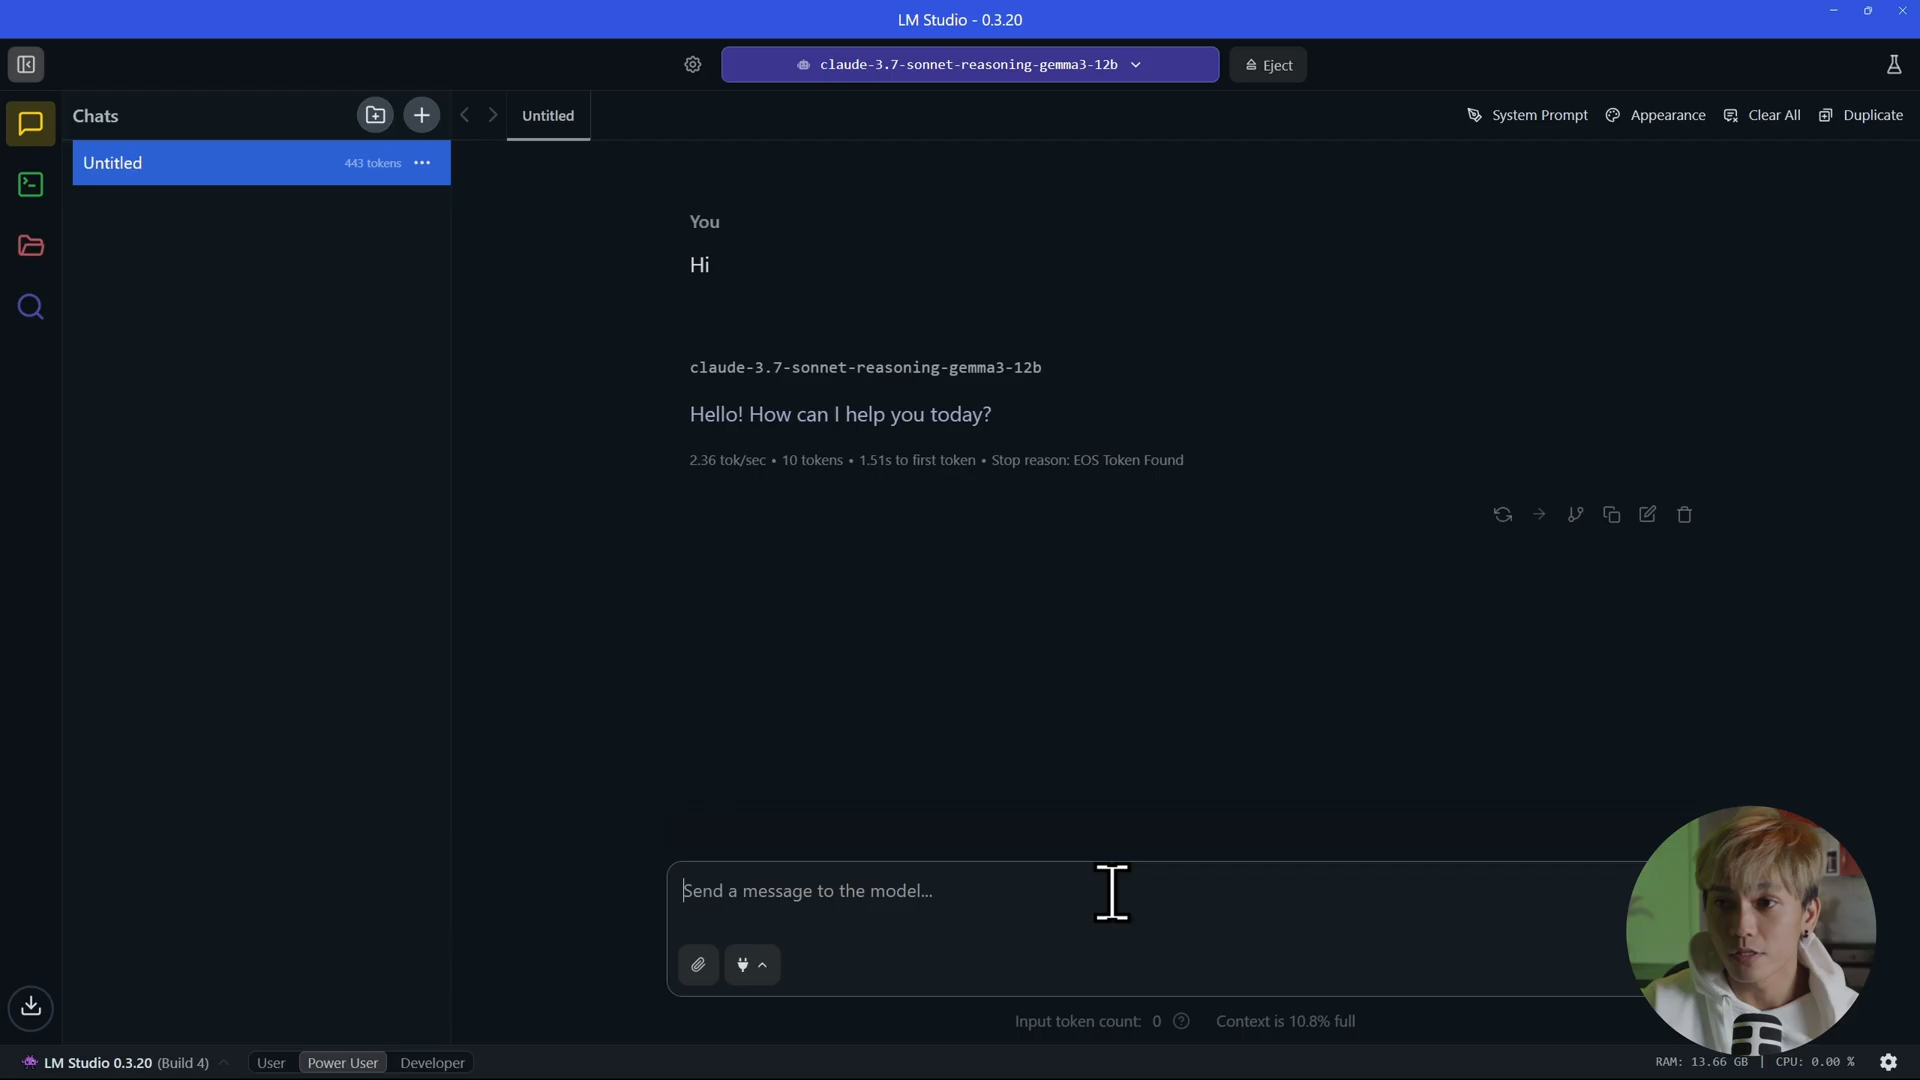 LM Studio - 0.3.20
claude-3.7-sonnet-reasoning-gemma3-12b
Eject
Chats
Untitled
System Prompt
Appearance
Clear All
Duplicate
Untitled
443 tokens
You
Hi
claude-3.7-sonnet-reasoning-gemma3-12b
Hello! How can I help you today?
2.36 tok/sec • 10 tokens • 1.51s to first token • Stop reason: EOS Token Found
Send a message to the model...
Input token count: 0
Context is 10.8% full
LM Studio 0.3.20 (Build 4)
User
Power User
Developer
RAM: 13.66 GB | CPU: 0.00 %